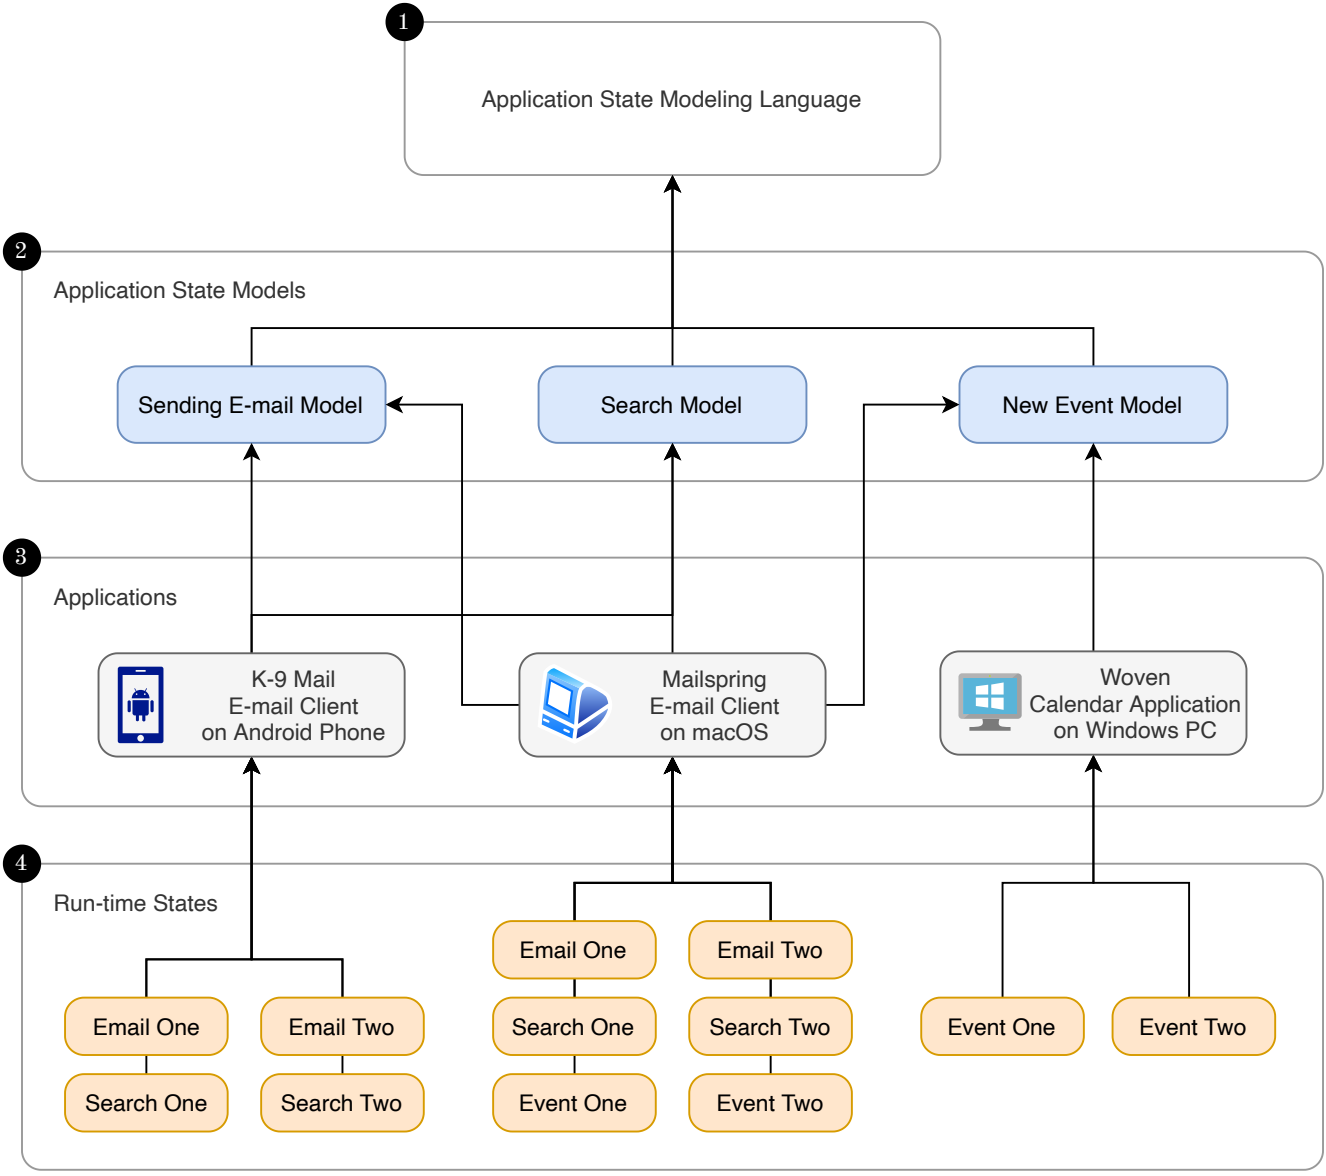 1
Application State Modeling Language
2
Application State Models
Sending E-mail Model
Search Model
New Event Model
3
Applications
K-9 Mail
E-mail Client
on Android Phone
Mailspring
E-mail Client
on macOS
Woven
Calendar Application
on Windows PC
4
Run-time States
Email One
Search One
Email Two
Search Two
Email One
Search One
Event One
Email Two
Search Two
Event Two
Event One
Event Two